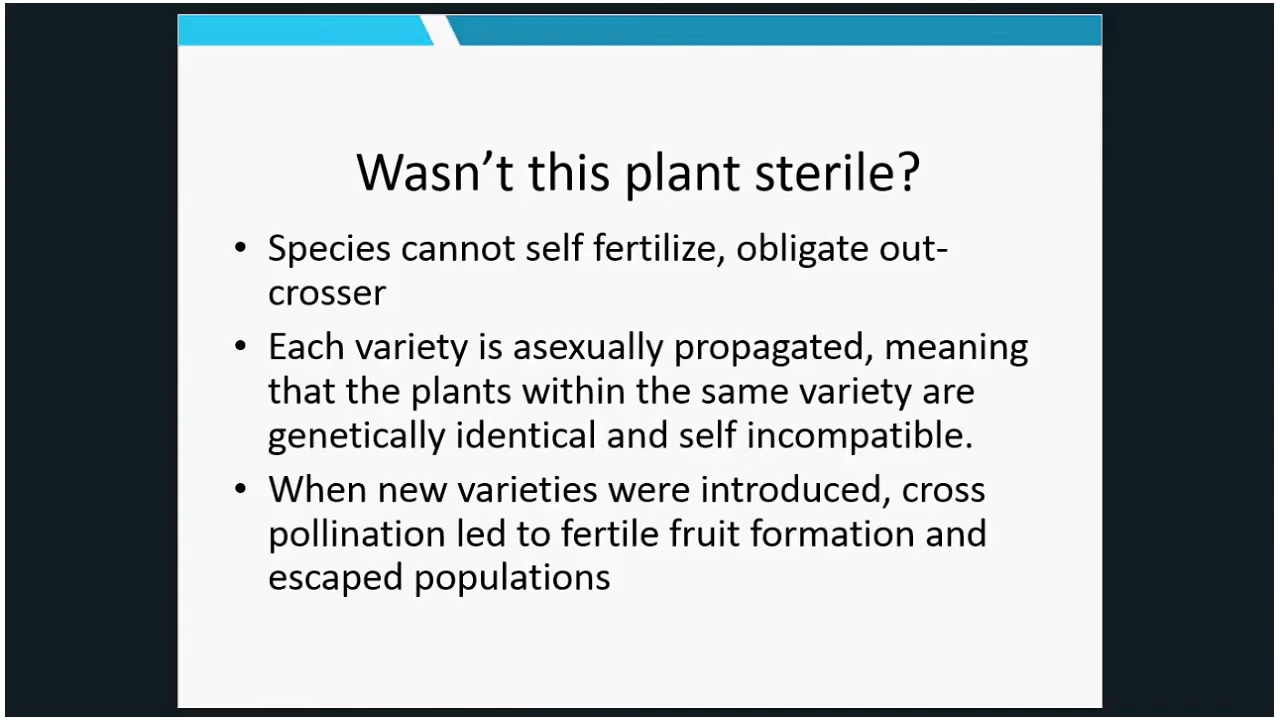 Wasn’t this plant sterile?
• Species cannot self fertilize, obligate out-
crosser
• Each variety is asexually propagated, meaning
that the plants within the same variety are
genetically identical and self incompatible.
• When new varieties were introduced, cross
pollination led to fertile fruit formation and
escaped populations